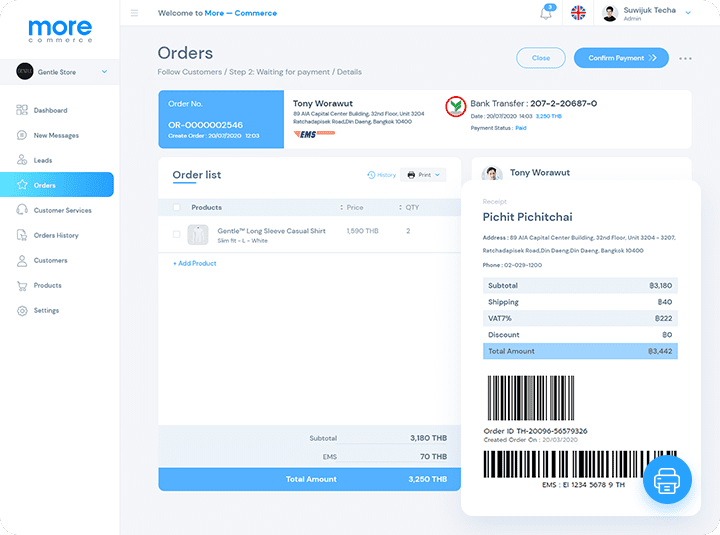 more
commerce
Welcome to More — Commerce
3
Suwijuk Techa
Admin
Gentle Store
Dashboard
New Messages
Leads
Orders
Customer Services
Orders History
Customers
Products
Settings
Orders
Follow Customers / Step 2: Waiting for payment / Details
Close
Confirm Payment
Order No.
OR-0000002546
Create Order : 20/07/2020 12:03
Tony Worawut
89 AIA Capital Center Building, 32nd Floor, Unit 3204
Ratchadapisek Road,Din Daeng, Bangkok 10400
EMS
Bank Transfer : 207-2-20687-0
Date : 20/07/2020 14:03 3,250 THB
Payment Status : Paid
Order list
History
Print
Products Price QTY
Gentle™ Long Sleeve Casual Shirt 1,590 THB 2
Slim fit - L - White
+ Add Product
Subtotal 3,180 THB
EMS 70 THB
Total Amount 3,250 THB
Tony Worawut
Receipt
Pichit Pichitchai
Address : 89 AIA Capital Center Building, 32nd Floor, Unit 3204 - 3207,
Ratchadapisek Road,Din Daeng,Din Daeng, Bangkok 10400
Phone : 02-029-1200
Subtotal ฿3,180
Shipping ฿40
VAT7% ฿222
Discount ฿0
Total Amount ฿3,442
Order ID TH-20096-56579326
Created Order On : 20/03/2020
EMS : EI 1234 5678 9 TH